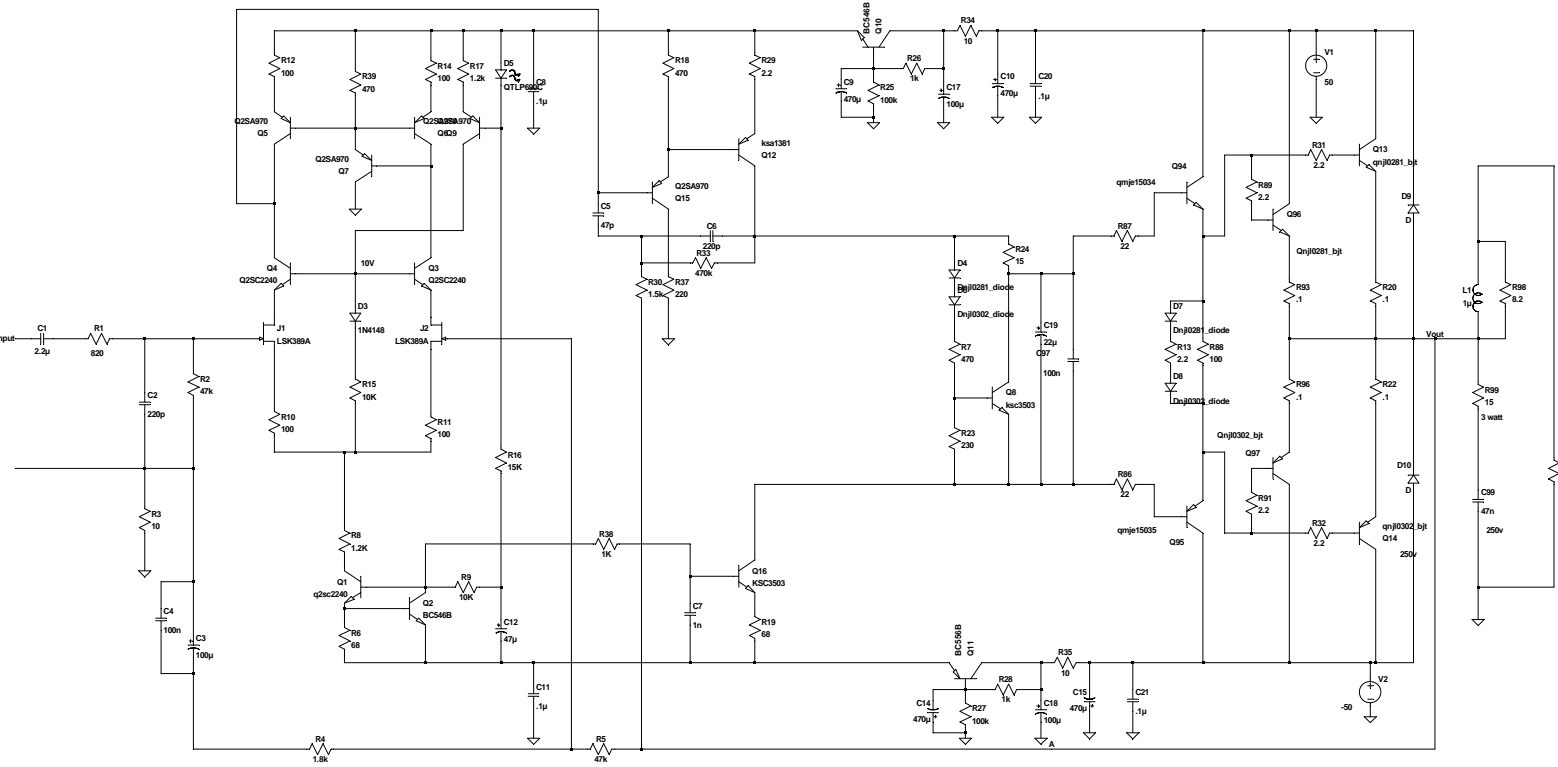 BC546B
Q10
R34
10
R12
100
R39
470
R14
100
R17
1.2k
D5
QTLP690C
C8
.1µ
R18
470
R29
2.2
C9
470µ
R25
100k
R26
1k
C17
100µ
C10
470µ
C20
.1µ
V1
50
Q2SA970
Q5
Q2SA970
Q6
Q2SA970
Q9
Q2SA970
Q7
ksa1381
Q12
Q2SA970
Q15
C5
47p
Q94
qmje15034
R31
2.2
Q13
qnjl0281_bjt
R89
2.2
Q96
Qnjl0281_bjt
D9
D
C6
220p
R33
470k
R87
22
Q4
Q2SC2240
10V
Q3
Q2SC2240
R30
1.5k
R37
220
R24
15
D4
Dnjl0281_diode
Dnjl0302_diode
R93
.1
R20
.1
L1
1µ
R98
8.2
nput
C1
2.2µ
R1
820
J1
LSK389A
D3
1N4148
J2
LSK389A
C19
22µ
C97
100n
D7
Dnjl0281_diode
R13
2.2
R88
100
D8
Dnjl0302_diode
Vout
R2
47k
C2
220p
R15
10K
R7
470
Q8
ksc3503
R96
.1
R22
.1
R99
15
3 watt
R10
100
R11
100
R23
230
Qnjl0302_bjt
Q97
R16
15K
R86
22
D10
D
R3
10
R91
2.2
C99
47n
250v
qmje15035
Q95
R32
2.2
qnjl0302_bjt
Q14
250v
R8
1.2K
R38
1K
Q1
q2sc2240
R9
10K
Q2
BC546B
Q16
KSC3503
C4
100n
C3
100µ
R6
68
C12
47µ
C7
1n
R19
68
BC556B
Q11
R35
10
C11
.1µ
C14
470µ
R27
100k
R28
1k
C18
100µ
C15
470µ
C21
.1µ
V2
-50
R4
1.8k
R5
47k
A